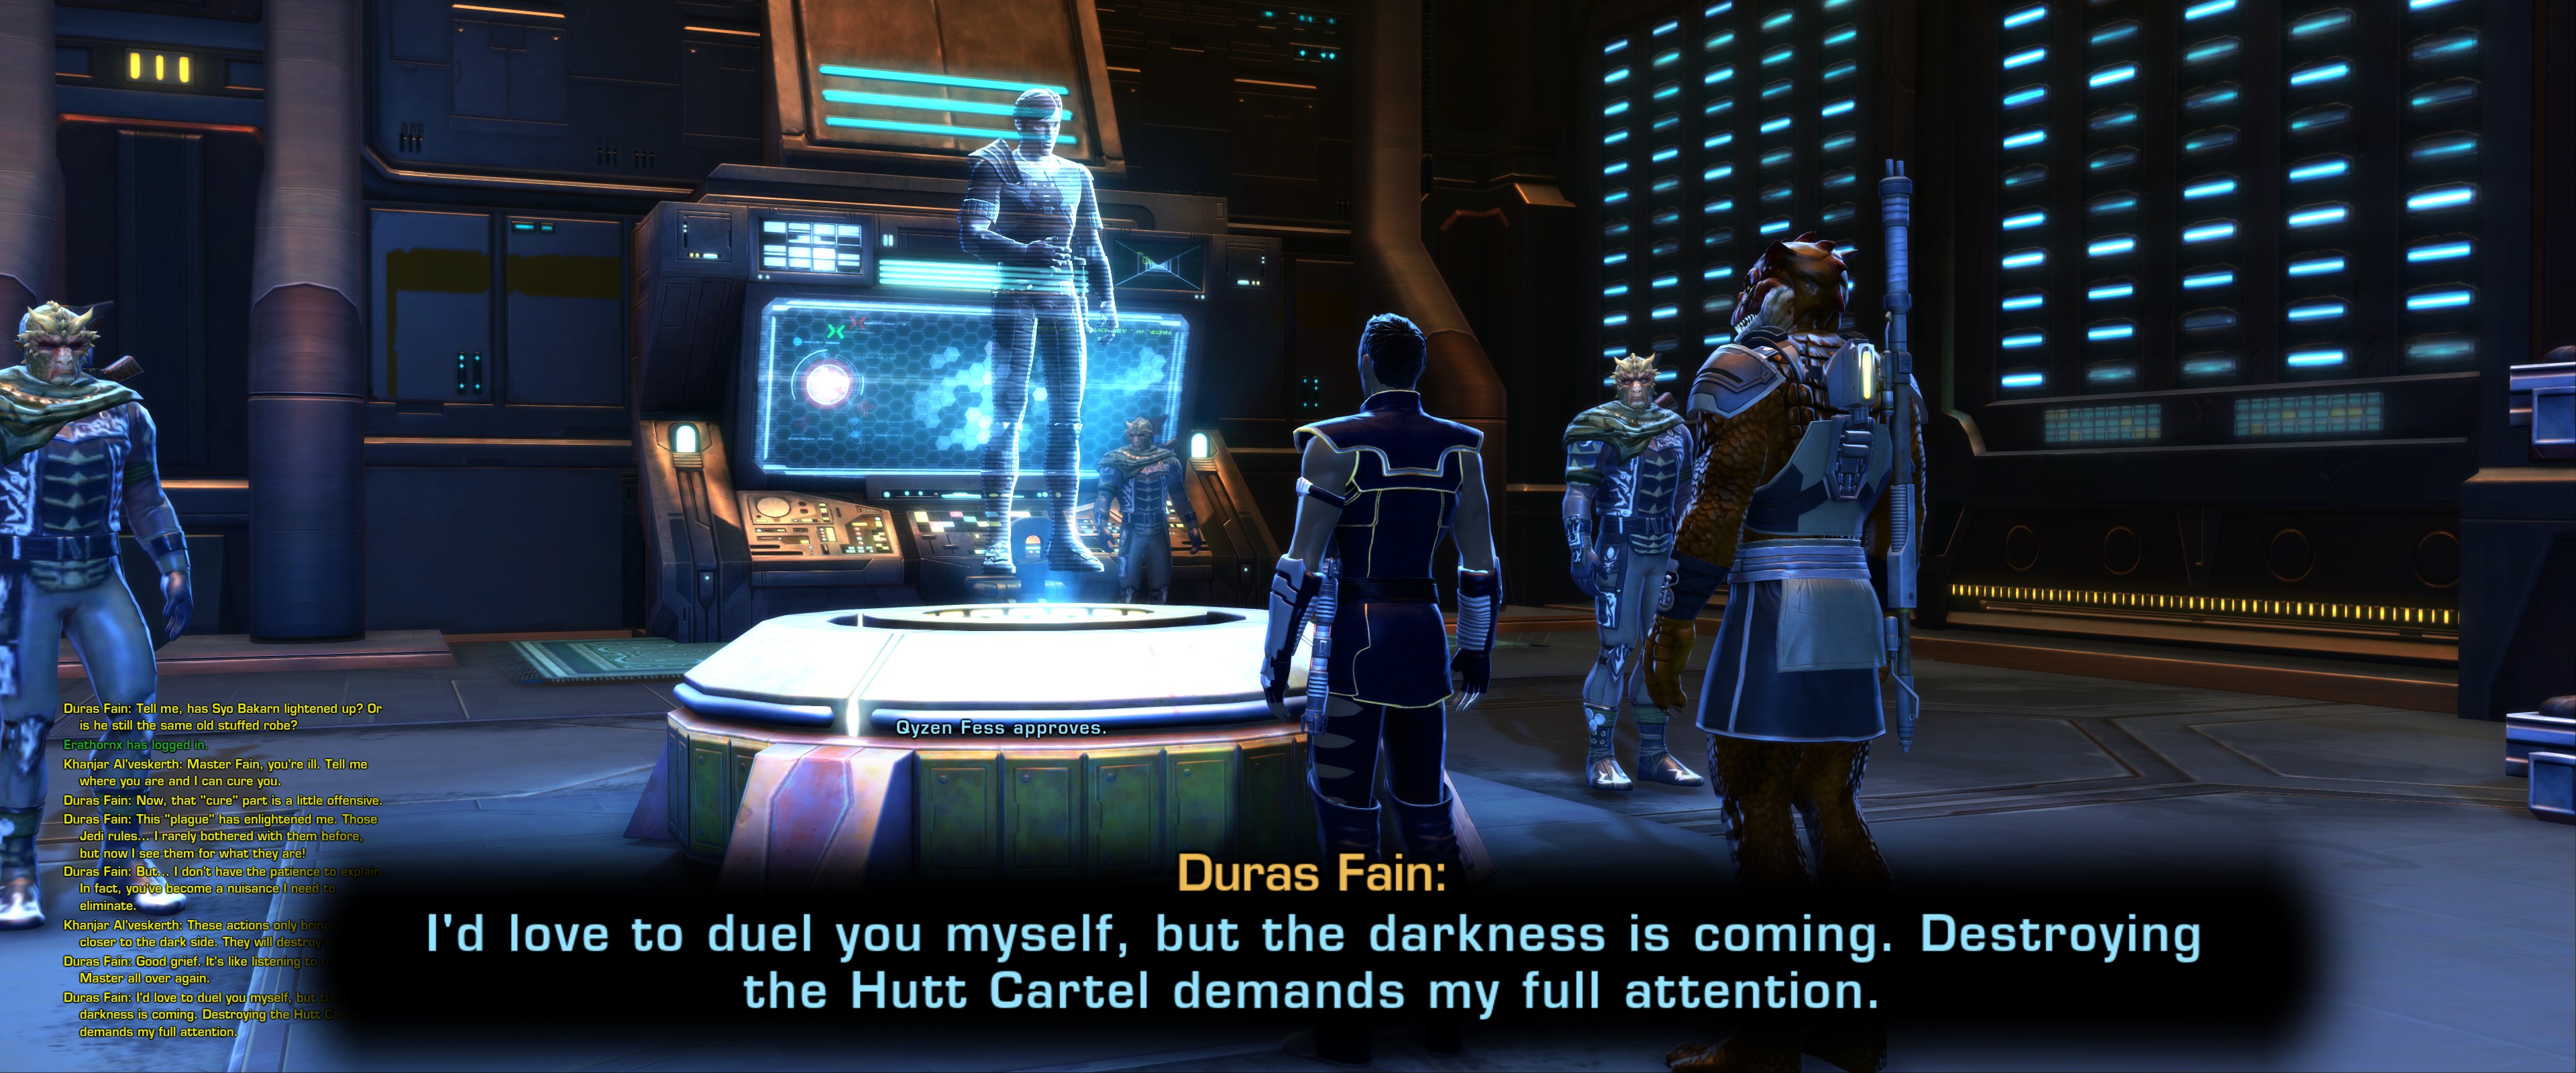 Duras Fain: Tell me, has Syo Bakarn lightened up? Or
is he still the same old stuffed robe?
Erathornx has logged in.
Khanjar Al'veskerth: Master Fain, you're ill. Tell me
where you are and I can cure you.
Duras Fain: Now, that "cure" part is a little offensive.
Duras Fain: This "plague" has enlightened me. Those
Jedi rules... I rarely bothered with them before,
but now I see them for what they are!
Duras Fain: But... I don't have the patience to explain.
In fact, you've become a nuisance I need to
eliminate.
Khanjar Al'veskerth: These actions only bring
closer to the dark side. They will destroy
Duras Fain: Good grief. It's like listening to
Master all over again.
Duras Fain: I'd love to duel you myself, but the
darkness is coming. Destroying the Hutt Cartel
demands my full attention.
Qyzen Fess approves.
Duras Fain:
I'd love to duel you myself, but the darkness is coming. Destroying
the Hutt Cartel demands my full attention.